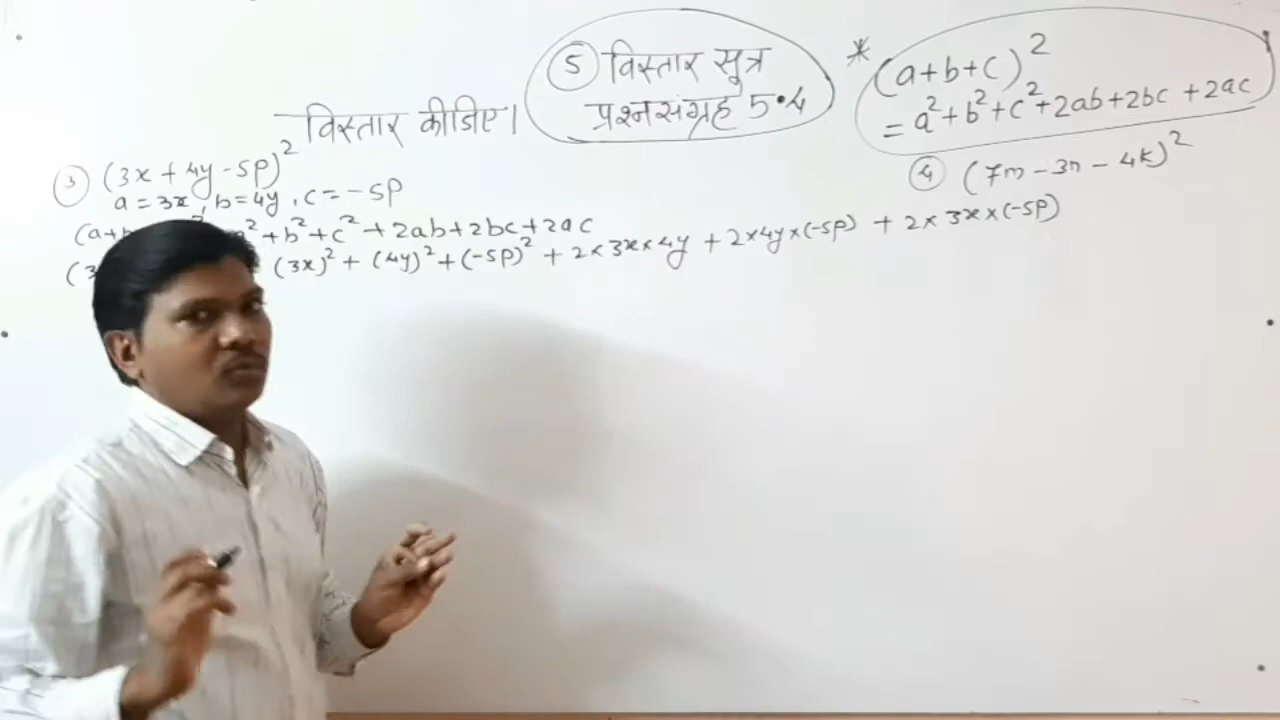 ⑤ विस्तार सूत्र
प्रश्नसंग्रह 5.4
* (a+b+c)²
= a²+b²+c²+2ab+2bc+2ac
विस्तार कीजिए।
③ (3x+4y-5p)²
a=3x, b=4y, c=-5p
(a+b ²+b²+c²+2ab+2bc+2ac
(3 (3x)²+(4y)²+(-5p)²+2×3x×4y+2×4y×(-5p)+2×3x×(-5p)
④ (7m-3n-4k)²